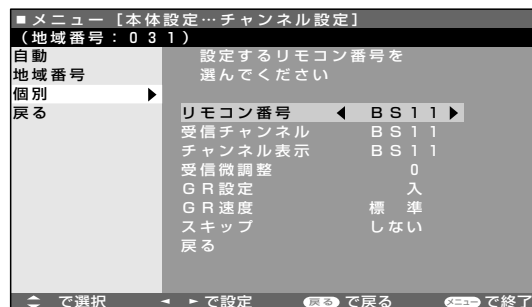 ■メニュー [本体設定…チャンネル設定]
(地域番号:031)
自動
地域番号
個別 ▶
戻る
設定するリモコン番号を
選んでください
リモコン番号 ◀ BS11▶
受信チャンネル BS11
チャンネル表示 BS11
受信微調整 0
GR設定 入
GR速度 標 準
スキップ しない
戻る
で選択 ◄ ► で設定 戻る で戻る メニュー で終了